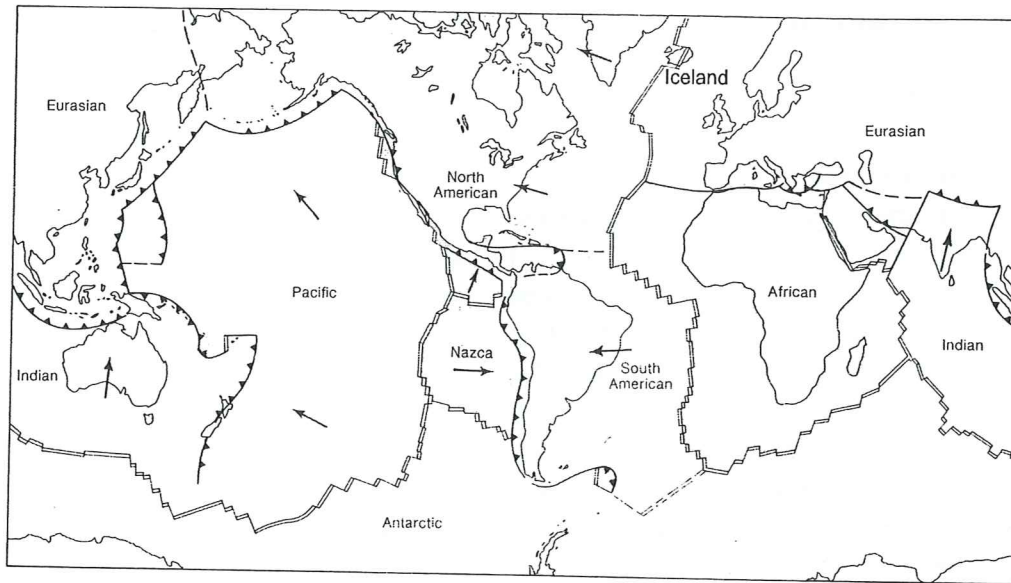 Iceland
Eurasian
Eurasian
North
American
Pacific
African
Nazca
Indian
South
American
Indian
Antarctic